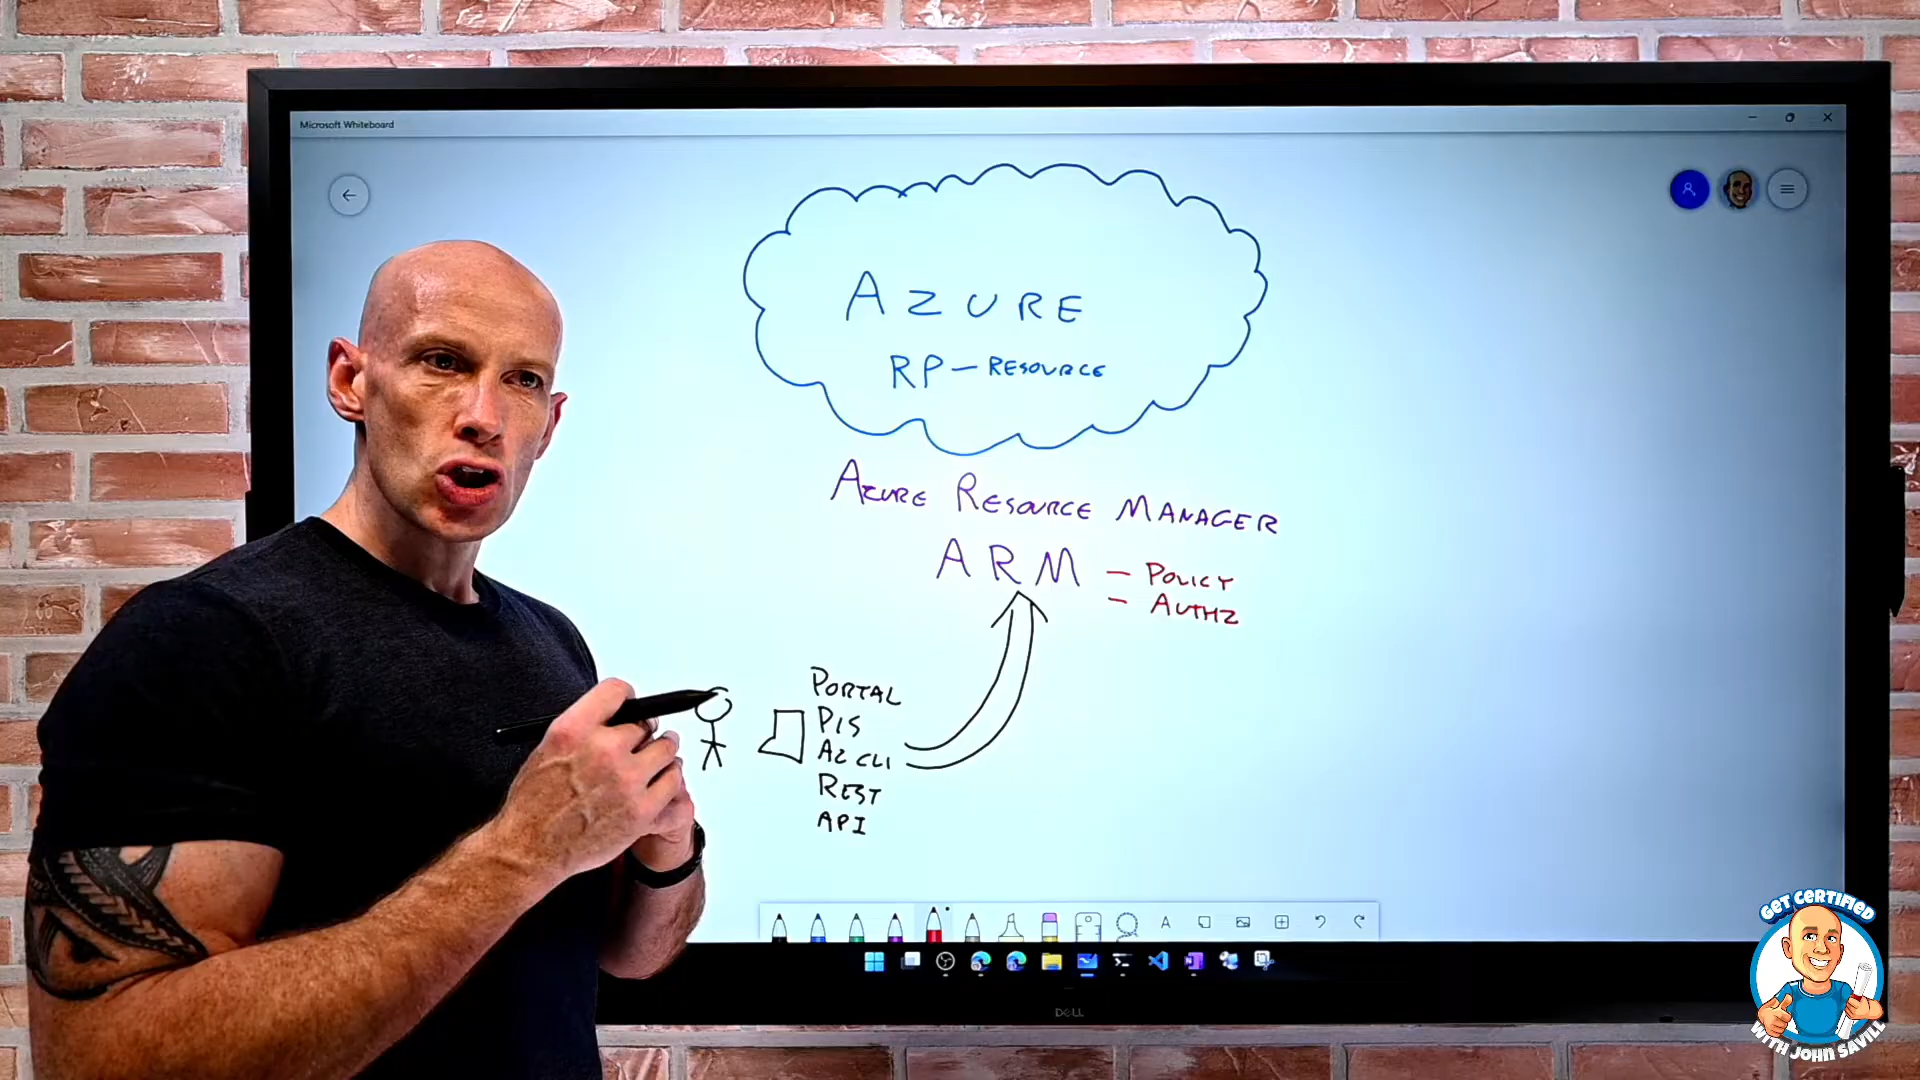 Microsoft Whiteboard
AZURE
RP - RESOURCE
AZURE RESOURCE MANAGER
ARM
- POLICY
- AUTHZ
PORTAL
P/S
AZ CLI
REST
API
A
DELL
GET CERTIFIED
WITH JOHN SAVILL